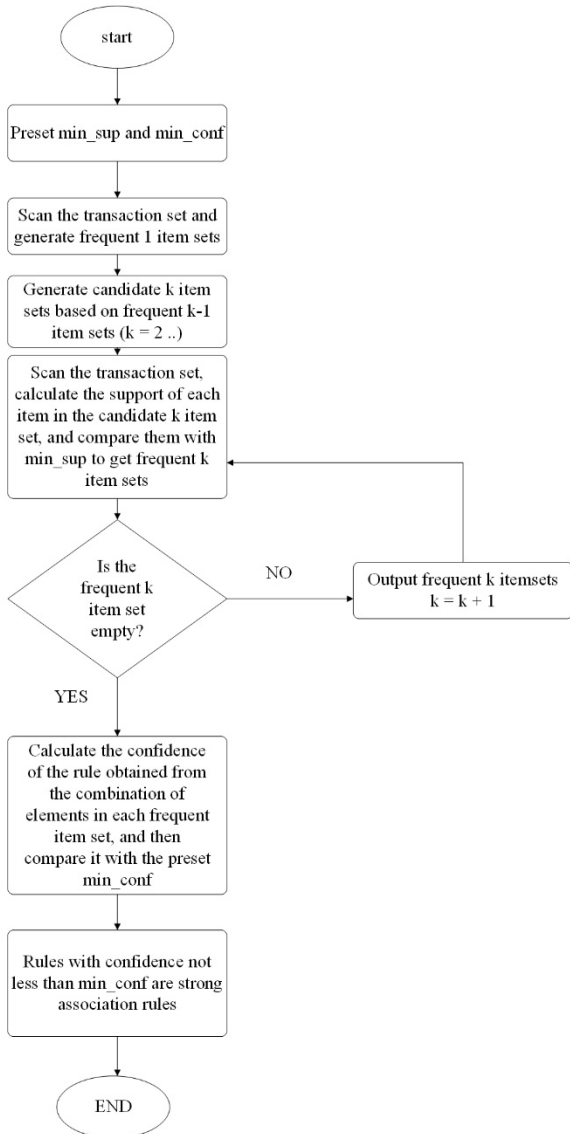 start
Preset min_sup and min_conf
Scan the transaction set and
generate frequent 1 item sets
Generate candidate k item
sets based on frequent k-1
item sets (k = 2 ..)
Scan the transaction set,
calculate the support of each
item in the candidate k item
set, and compare them with
min_sup to get frequent k
item sets
Is the
frequent k
item set
empty?
NO
Output frequent k itemsets
k = k + 1
YES
Calculate the confidence
of the rule obtained from
the combination of
elements in each frequent
item set, and then
compare it with the preset
min_conf
Rules with confidence not
less than min_conf are strong
association rules
END